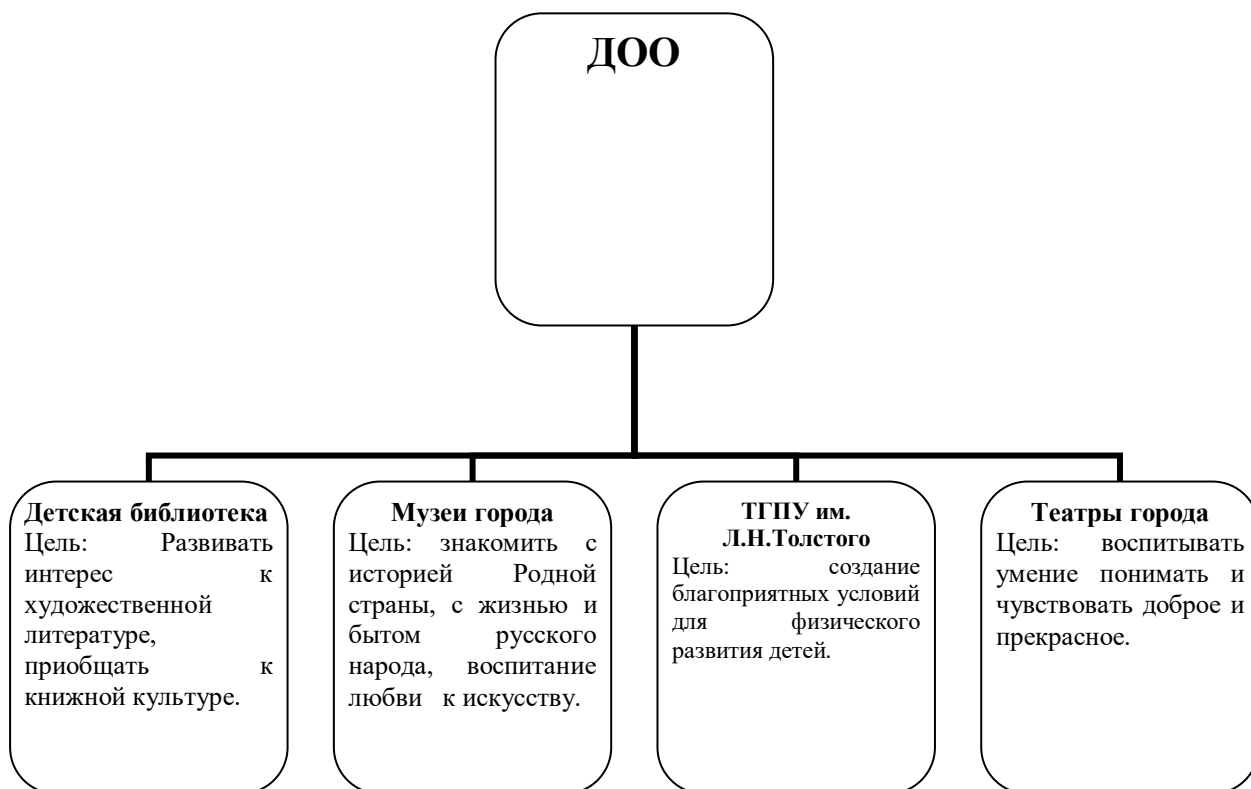 ДОО
Детская библиотека
Цель: Развивать
интерес к
художественной
литературе,
приобщать к
книжной культуре.
Музеи города
Цель: знакомить с
историей Родной
страны, с жизнью и
бытом русского
народа, воспитание
любви к искусству.
ТГПУ им.
Л.Н.Толстого
Цель: создание
благоприятных условий
для физического
развития детей.
Театры города
Цель: воспитывать
умение понимать и
чувствовать доброе и
прекрасное.